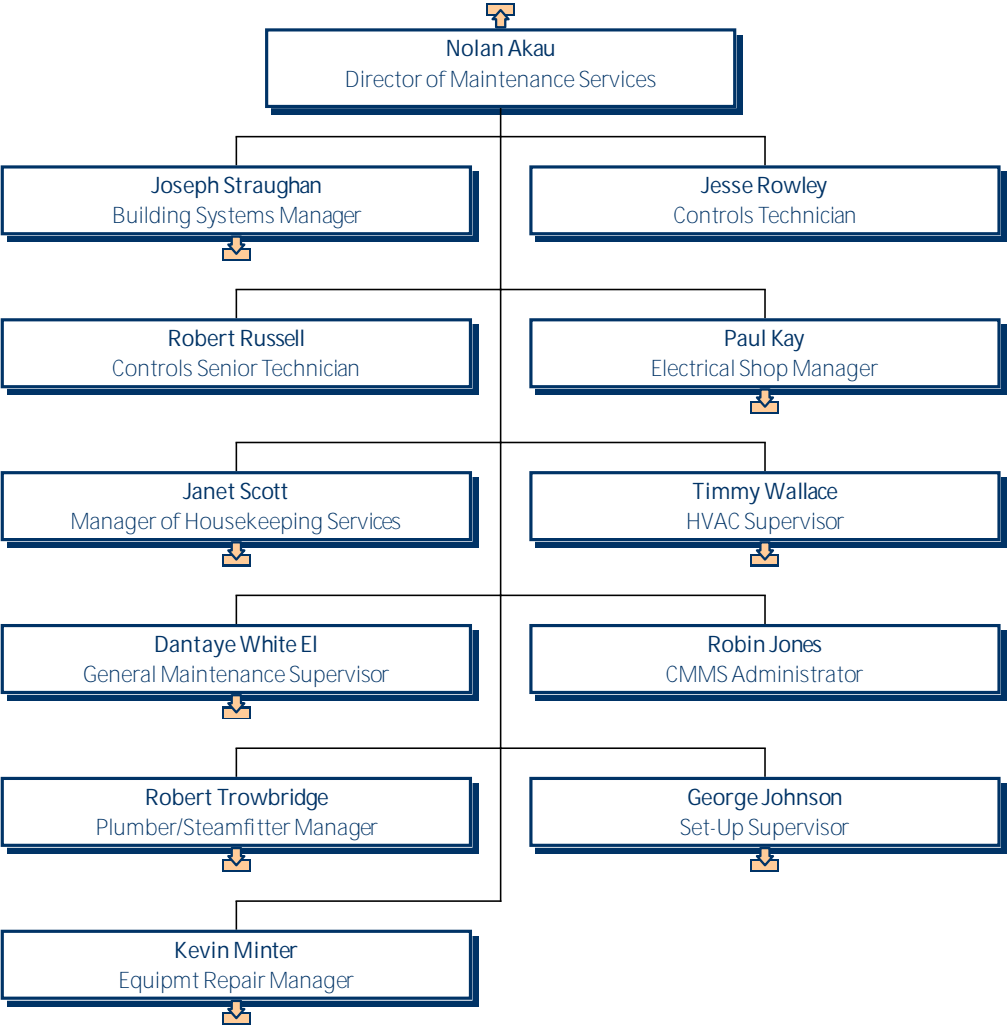 Nolan Akau
Director of Maintenance Services
Joseph Straughan
Building Systems Manager
Jesse Rowley
Controls Technician
Robert Russell
Controls Senior Technician
Paul Kay
Electrical Shop Manager
Janet Scott
Manager of Housekeeping Services
Timmy Wallace
HVAC Supervisor
Dantaye White El
General Maintenance Supervisor
Robin Jones
CMMS Administrator
Robert Trowbridge
Plumber/Steamfitter Manager
George Johnson
Set-Up Supervisor
Kevin Minter
Equipmt Repair Manager